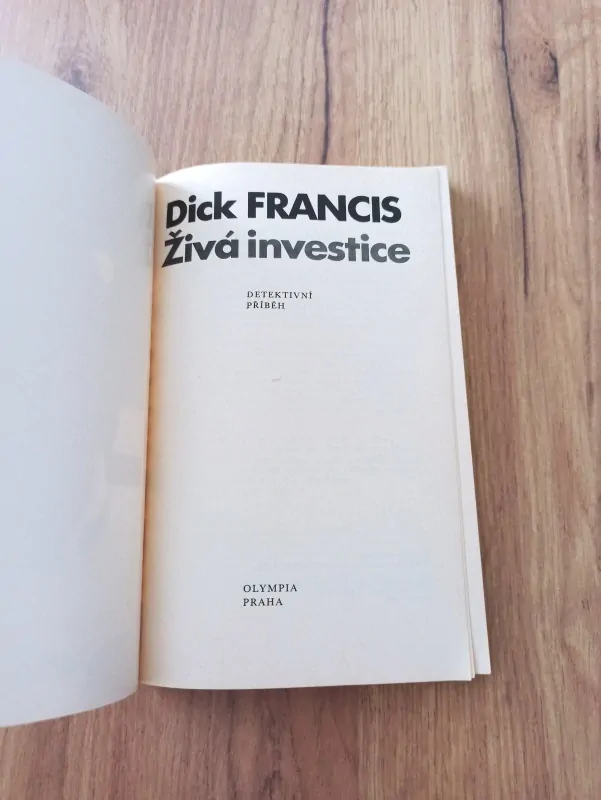 Dick FRANCIS
Živá investice
DETEKTIVNÍ
PŘÍBĚH
OLYMPIA
PRAHA